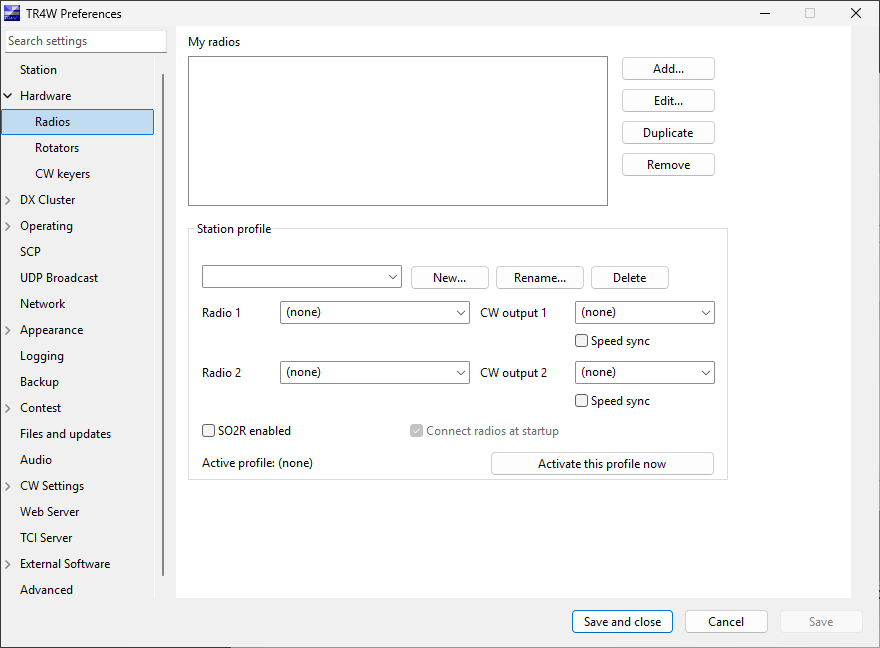 TR4W Preferences
Search settings
Station
Hardware
Radios
Rotators
CW keyers
DX Cluster
Operating
SCP
UDP Broadcast
Network
Appearance
Logging
Backup
Contest
Files and updates
Audio
CW Settings
Web Server
TCI Server
External Software
Advanced
My radios
Add...
Edit...
Duplicate
Remove
Station profile
New... Rename... Delete
Radio 1 (none) CW output 1 (none)
Speed sync
Radio 2 (none) CW output 2 (none)
Speed sync
SO2R enabled Connect radios at startup
Active profile: (none) Activate this profile now
Save and close Cancel Save